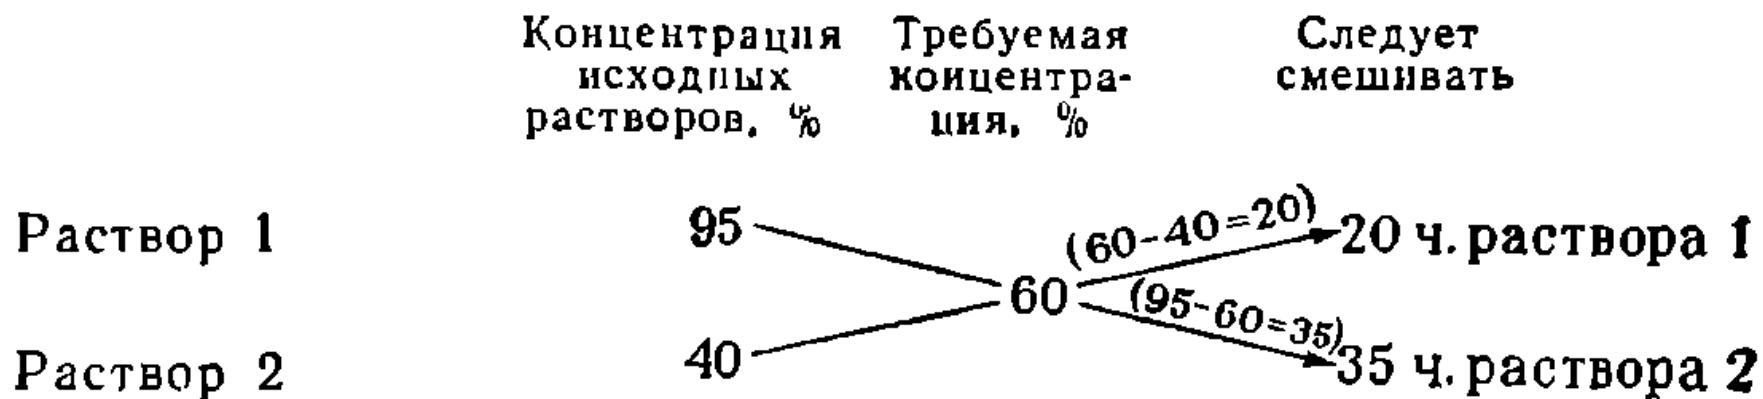 Концентрация Требуемая Следует
исходных концентра- смешивать
растворов, % ция, %
(60-40=20)
Раствор 1 95 20 ч. раствора 1
60 (95-60=35)
Раствор 2 40 35 ч. раствора 2